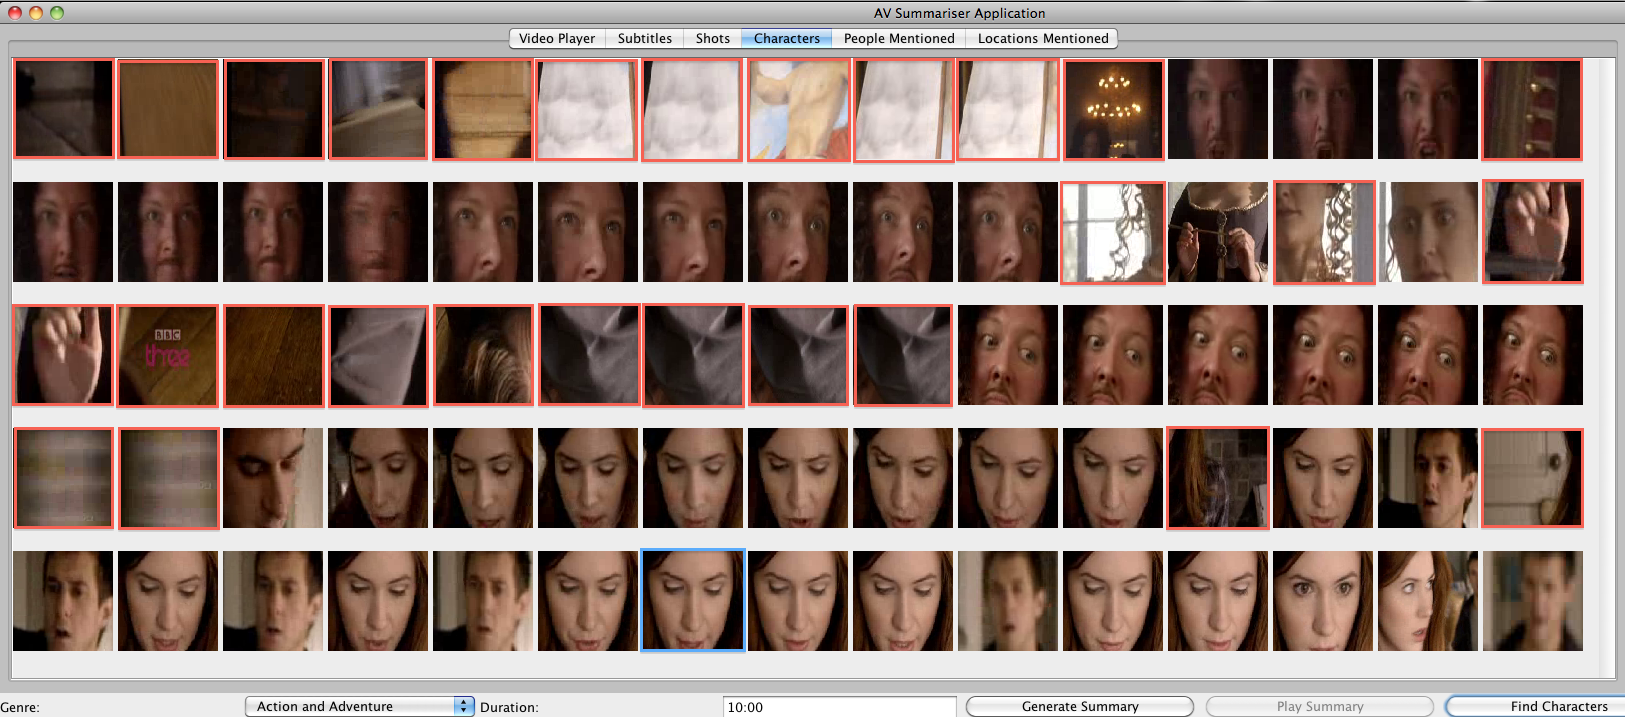 AV Summariser Application
Video Player Subtitles Shots Characters People Mentioned Locations Mentioned
BBC
three
Genre: Action and Adventure Duration: 10:00 Generate Summary Play Summary Find Characters